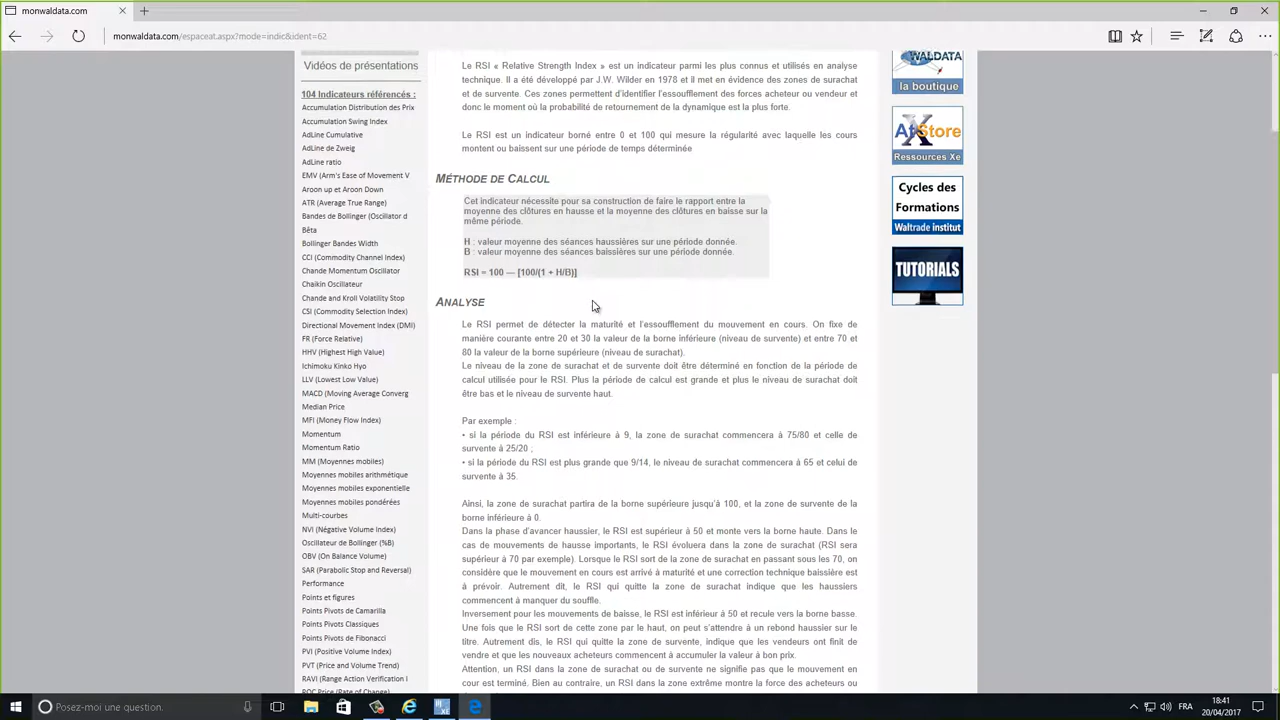 monwaldata.com
monwaldata.com/espaceat.aspx?mode=indic&ident=62
Vidéos de présentations
104 Indicateurs référencés :
Accumulation Distribution des Prix
Accumulation Swing Index
AdLine Cumulative
AdLine de Zweig
AdLine ratio
EMV (Arm's Ease of Movement V
Aroon up et Aroon Down
ATR (Average True Range)
Bandes de Bollinger (Oscillator d
Bêta
Bollinger Bandes Width
CCI (Commodity Channel Index)
Chande Momentum Oscillator
Chaikin Oscillateur
Chande and Kroll Volatility Stop
CSI (Commodity Selection Index)
Directional Movement Index (DMI)
FR (Force Relative)
HHV (Highest High Value)
Ichimoku Kinko Hyo
LLV (Lowest Low Value)
MACD (Moving Average Converg
Median Price
MFI (Money Flow Index)
Momentum
Momentum Ratio
MM (Moyennes mobiles)
Moyennes mobiles arithmétique
Moyennes mobiles exponentielle
Moyennes mobiles pondérées
Multi-courbes
NVI (Négative Volume Index)
Oscillateur de Bollinger (%B)
OBV (On Balance Volume)
SAR (Parabolic Stop and Reversal)
Performance
Points et figures
Points Pivots de Camarilla
Points Pivots Classiques
Points Pivots de Fibonacci
PVI (Positive Volume Index)
PVT (Price and Volume Trend)
RAVI (Range Action Verification I
ROC Price (Rate of Change)
Le RSI « Relative Strength Index » est un indicateur parmi les plus connus et utilisés en analyse
technique. Il a été développé par J.W. Wilder en 1978 et il met en évidence des zones de surachat
et de survente. Ces zones permettent d'identifier l'essoufflement des forces acheteur ou vendeur et
donc le moment où la probabilité de retournement de la dynamique est la plus forte.
Le RSI est un indicateur borné entre 0 et 100 qui mesure la régularité avec laquelle les cours
montent ou baissent sur une période de temps déterminée
MÉTHODE DE CALCUL
Cet indicateur nécessite pour sa construction de faire le rapport entre la
moyenne des clôtures en hausse et la moyenne des clôtures en baisse sur la
même période.
H : valeur moyenne des séances haussières sur une période donnée.
B : valeur moyenne des séances baissières sur une période donnée.
RSI = 100 — [100/(1 + H/B)]
ANALYSE
Le RSI permet de détecter la maturité et l'essoufflement du mouvement en cours. On fixe de
manière courante entre 20 et 30 la valeur de la borne inférieure (niveau de survente) et entre 70 et
80 la valeur de la borne supérieure (niveau de surachat).
Le niveau de la zone de surachat et de survente doit être déterminé en fonction de la période de
calcul utilisée pour le RSI. Plus la période de calcul est grande et plus le niveau de surachat doit
être bas et le niveau de survente haut.
Par exemple :
• si la période du RSI est inférieure à 9, la zone de surachat commencera à 75/80 et celle de
survente à 25/20 ;
• si la période du RSI est plus grande que 9/14, le niveau de surachat commencera à 65 et celui de
survente à 35.
Ainsi, la zone de surachat partira de la borne supérieure jusqu'à 100, et la zone de survente de la
borne inférieure à 0.
Dans la phase d'avancer haussier, le RSI est supérieur à 50 et monte vers la borne haute. Dans le
cas de mouvements de hausse importants, le RSI évoluera dans la zone de surachat (RSI sera
supérieur à 70 par exemple). Lorsque le RSI sort de la zone de surachat en passant sous les 70, on
considère que le mouvement en cours est arrivé à maturité et une correction technique baissière est
à prévoir. Autrement dit, le RSI qui quitte la zone de surachat indique que les haussiers
commencent à manquer du souffle.
Inversement pour les mouvements de baisse, le RSI est inférieur à 50 et recule vers la borne basse.
Une fois que le RSI sort de cette zone par le haut, on peut s'attendre à un rebond haussier sur le
titre. Autrement dis, le RSI qui quitte la zone de survente, indique que les vendeurs ont finit de
vendre et que les nouveaux acheteurs commencent à accumuler la valeur à bon prix.
Attention, un RSI dans la zone de surachat ou de survente ne signifie pas que le mouvement en
cour est terminé. Bien au contraire, un RSI dans la zone extrême montre la force des acheteurs ou
WALDATA
la boutique
AtXStore
Ressources Xe
Cycles des
Formations
Waltrade institut
TUTORIALS
Posez-moi une question.
FRA
18:41
20/04/2017